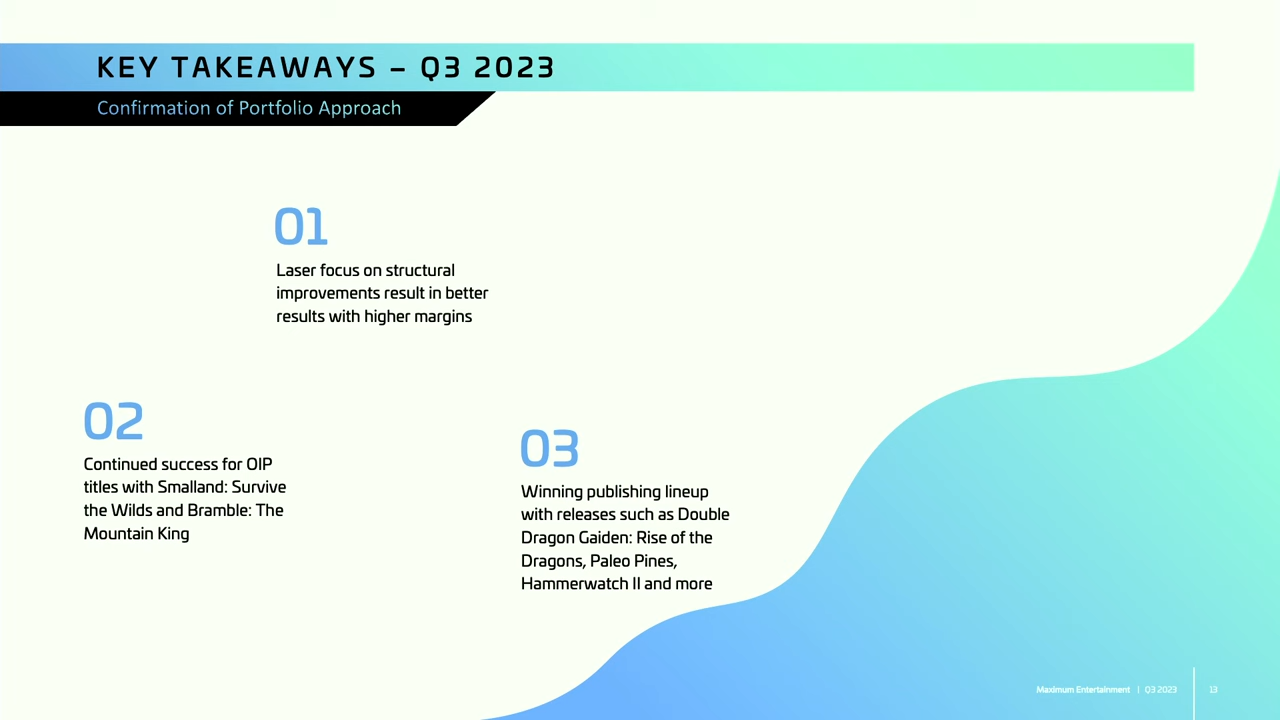 KEY TAKEAWAYS – Q3 2023
Confirmation of Portfolio Approach
01
Laser focus on structural
improvements result in better
results with higher margins
02
Continued success for OIP
titles with Smalland: Survive
the Wilds and Bramble: The
Mountain King
03
Winning publishing lineup
with releases such as Double
Dragon Gaiden: Rise of the
Dragons, Paleo Pines,
Hammerwatch II and more
Maximum Entertainment | Q3 2023 13